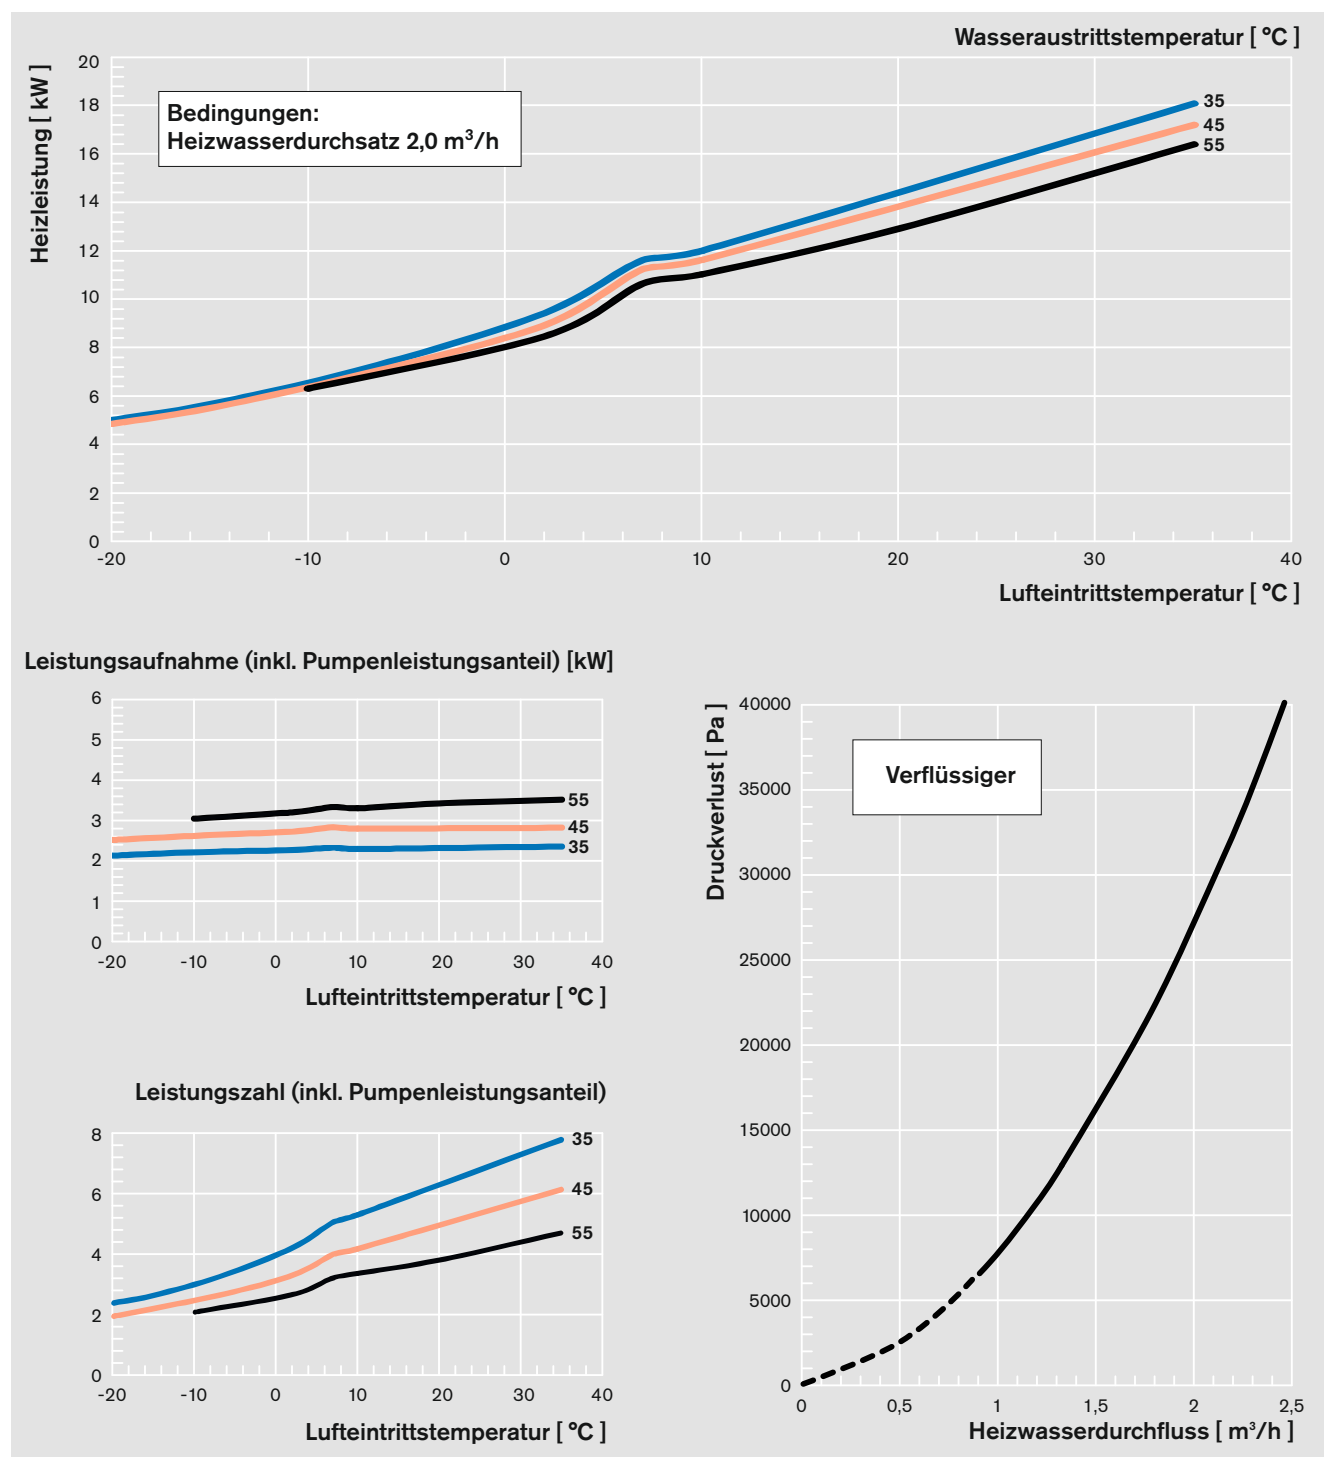 Wasseraustrittstemperatur [ °C ]
Heizleistung [ kW ]
20
18
16
14
12
10
8
6
4
2
0
Bedingungen:
Heizwasserdurchsatz 2,0 m³/h
35
45
55
-20 -10 0 10 20 30 40
Lufteintrittstemperatur [ °C ]
Leistungsaufnahme (inkl. Pumpenleistungsanteil) [kW]
6
5
4
3
2
1
0
55
45
35
-20 -10 0 10 20 30 40
Lufteintrittstemperatur [ °C ]
Leistungszahl (inkl. Pumpenleistungsanteil)
8
6
4
2
0
35
45
55
-20 -10 0 10 20 30 40
Lufteintrittstemperatur [ °C ]
Druckverlust [ Pa ]
40000
35000
30000
25000
20000
15000
10000
5000
0
Verflüssiger
0 0,5 1 1,5 2 2,5
Heizwasserdurchfluss [ m³/h ]